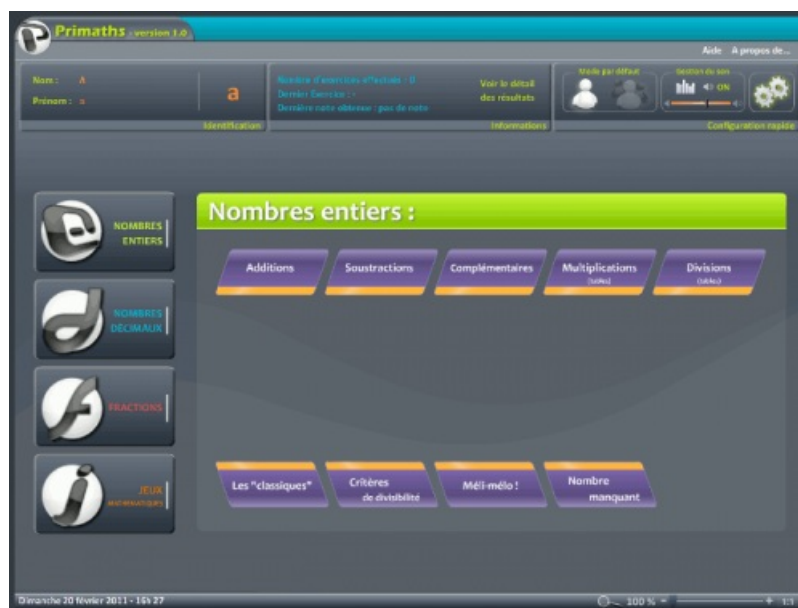 Primaths - version 1.0
Aide A propos de...
Nom : A
Prénom : a
a
Identification
Nombre d'exercices effectués : 0
Dernier Exercice : -
Dernière note obtenue : pas de note
Voir le détail
des résultats
Informations
Mode par défaut
Gestion du son
ON
Configuration rapide
NOMBRES
ENTIERS
NOMBRES
DÉCIMAUX
FRACTIONS
JEUX
MATHÉMATIQUES
Nombres entiers :
Additions
Soustractions
Complémentaires
Multiplications
(tables)
Divisions
(tables)
Les "classiques"
Critères
de divisibilité
Méli-mélo !
Nombre
manquant
Dimanche 20 février 2011 - 16h 27
100 % - + 1:1